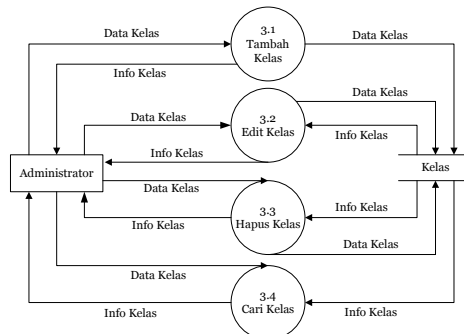 3.1
Tambah
Kelas
Data Kelas
Data Kelas
Info Kelas
3.2
Edit Kelas
Data Kelas
Data Kelas
Info Kelas
Info Kelas
Administrator
Kelas
Data Kelas
3.3
Hapus Kelas
Info Kelas
Info Kelas
Data Kelas
3.4
Cari Kelas
Data Kelas
Info Kelas
Info Kelas